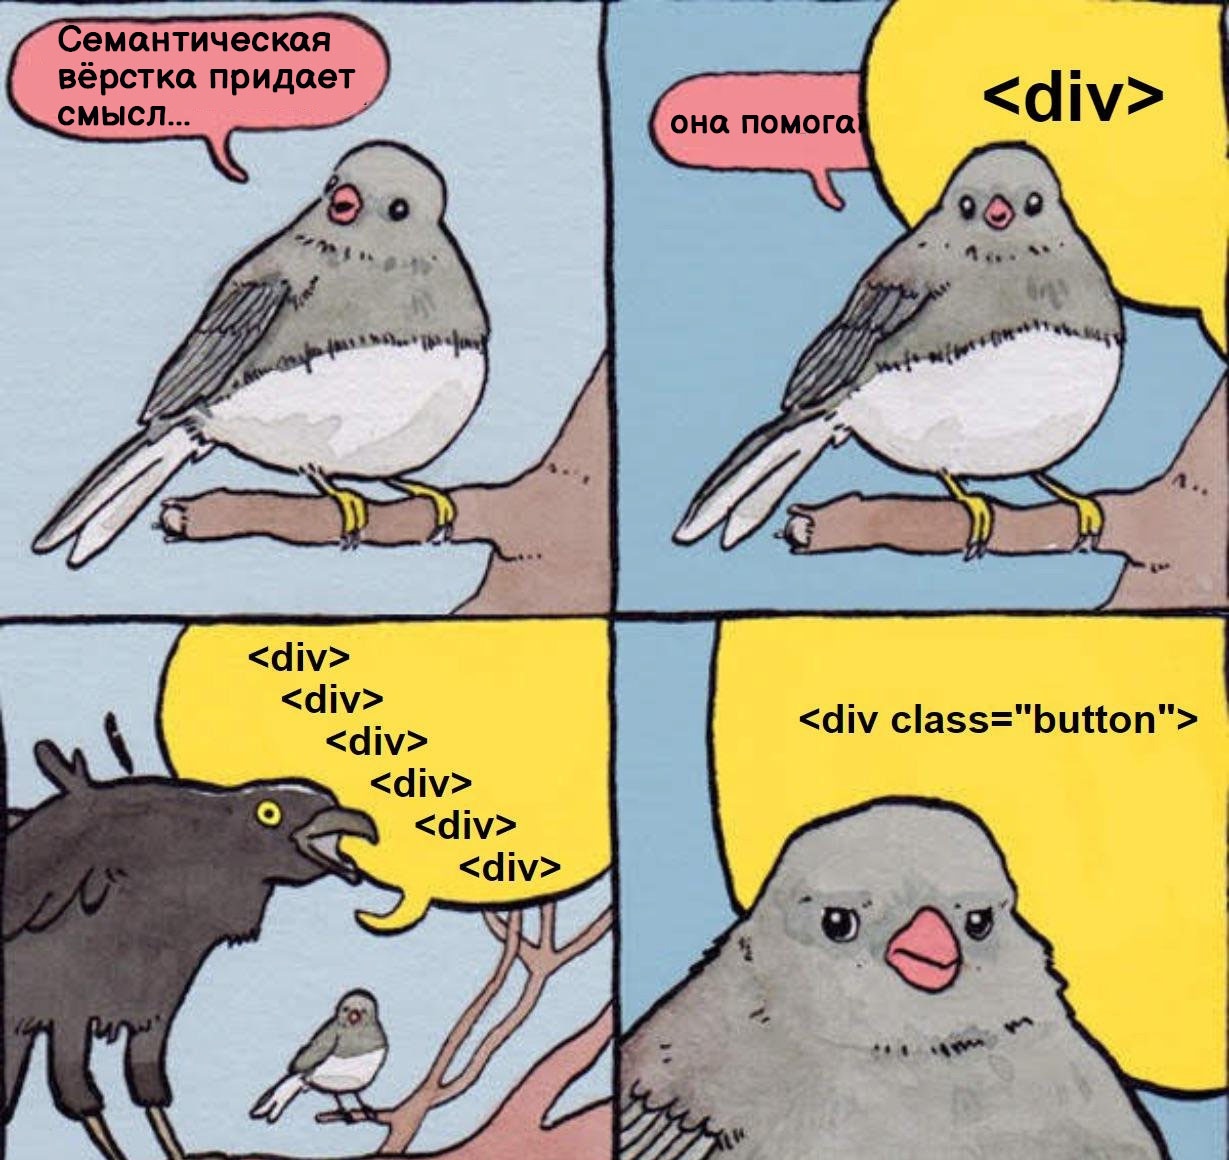 Семантическая
вёрстка придает
смысл...
она помога
<div>
<div>
<div>
<div>
<div>
<div>
<div>
<div class="button">